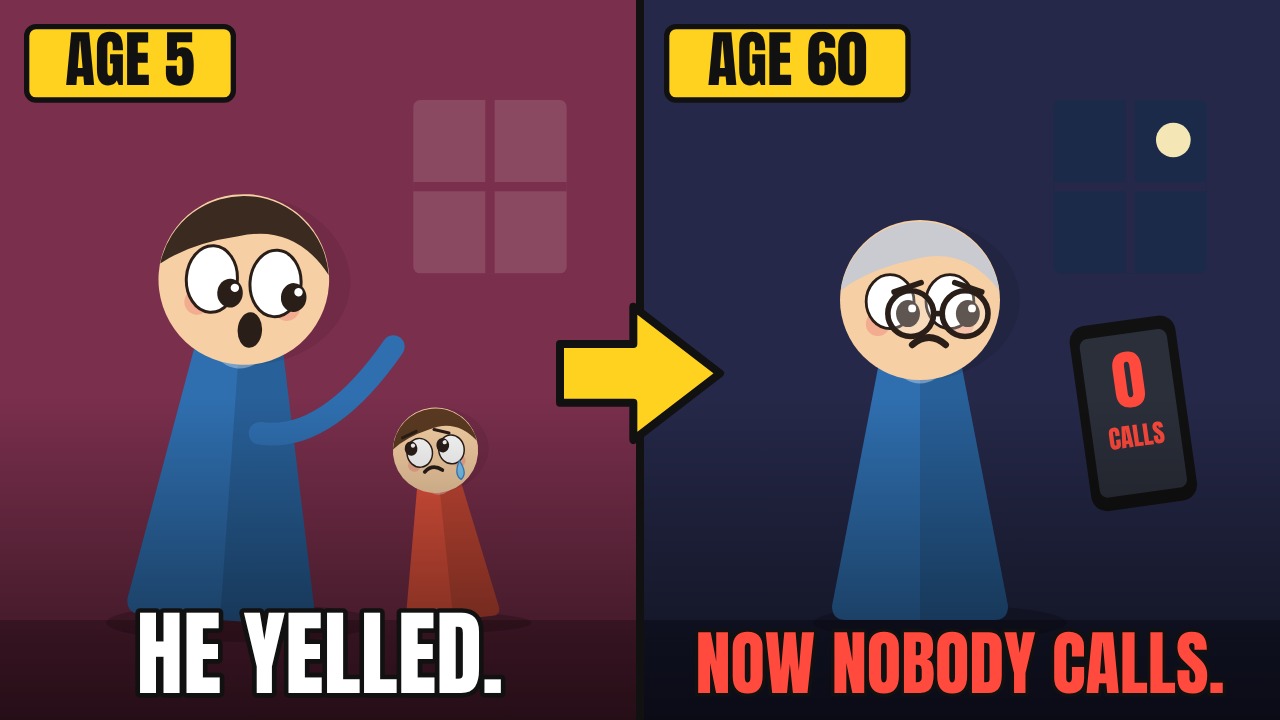 AGE 5
HE YELLED.
AGE 60
0
CALLS
NOW NOBODY CALLS.